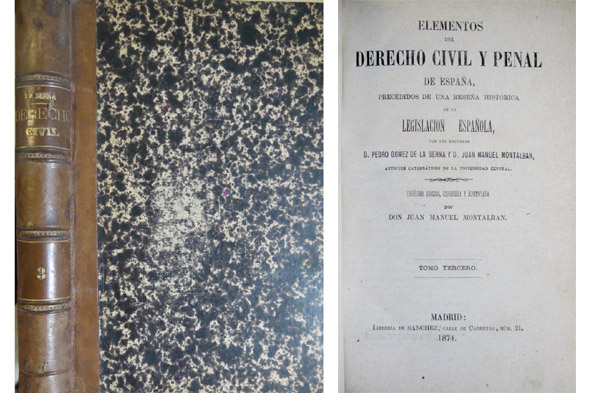 LA SERNA
DERECHO
CIVIL.
3
ELEMENTOS
DEL
DERECHO CIVIL Y PENAL
DE ESPAÑA,
PRECEDIDOS DE UNA RESEÑA HISTÓRICA
DE LA
LEGISLACION ESPAÑOLA,
POR LOS DOCTORES
D. PEDRO GOMEZ DE LA SERNA Y D. JUAN MANUEL MONTALBAN,
ANTIGUOS CATEDRÁTICOS DE LA UNIVERSIDAD CENTRAL.
UNDÉCIMA EDICION, CORREGIDA Y AUMENTADA
por
DON JUAN MANUEL MONTALBAN.
TOMO TERCERO.
MADRID:
LIBRERÍA DE SANCHEZ, CALLE DE CARRETAS, NÚM. 21.
1874.